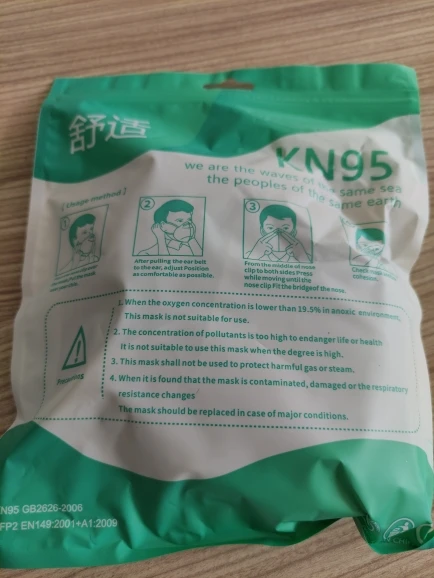 舒适
KN95
we are the waves of the same sea
the peoples of the same earth
[ Usage method ]
①
②
After pulling the ear belt
to the ear, adjust Position
as comfortable as possible.
③
From the middle of nose
clip to both sides Press
while moving until the
nose clip Fit the bridge of the nose.
1. When the oxygen concentration is lower than 19.5% in anoxic environment,
This mask is not suitable for use.
2. The concentration of pollutants is too high to endanger life or health
it is not suitable to use this mask when the degree is high.
3. This mask shall not be used to protect harmful gas or steam.
4. When it is found that the mask is contaminated, damaged or the respiratory
resistance changes
The mask should be replaced in case of major conditions.
N95 GB2626-2006
FP2 EN149:2001+A1:2009